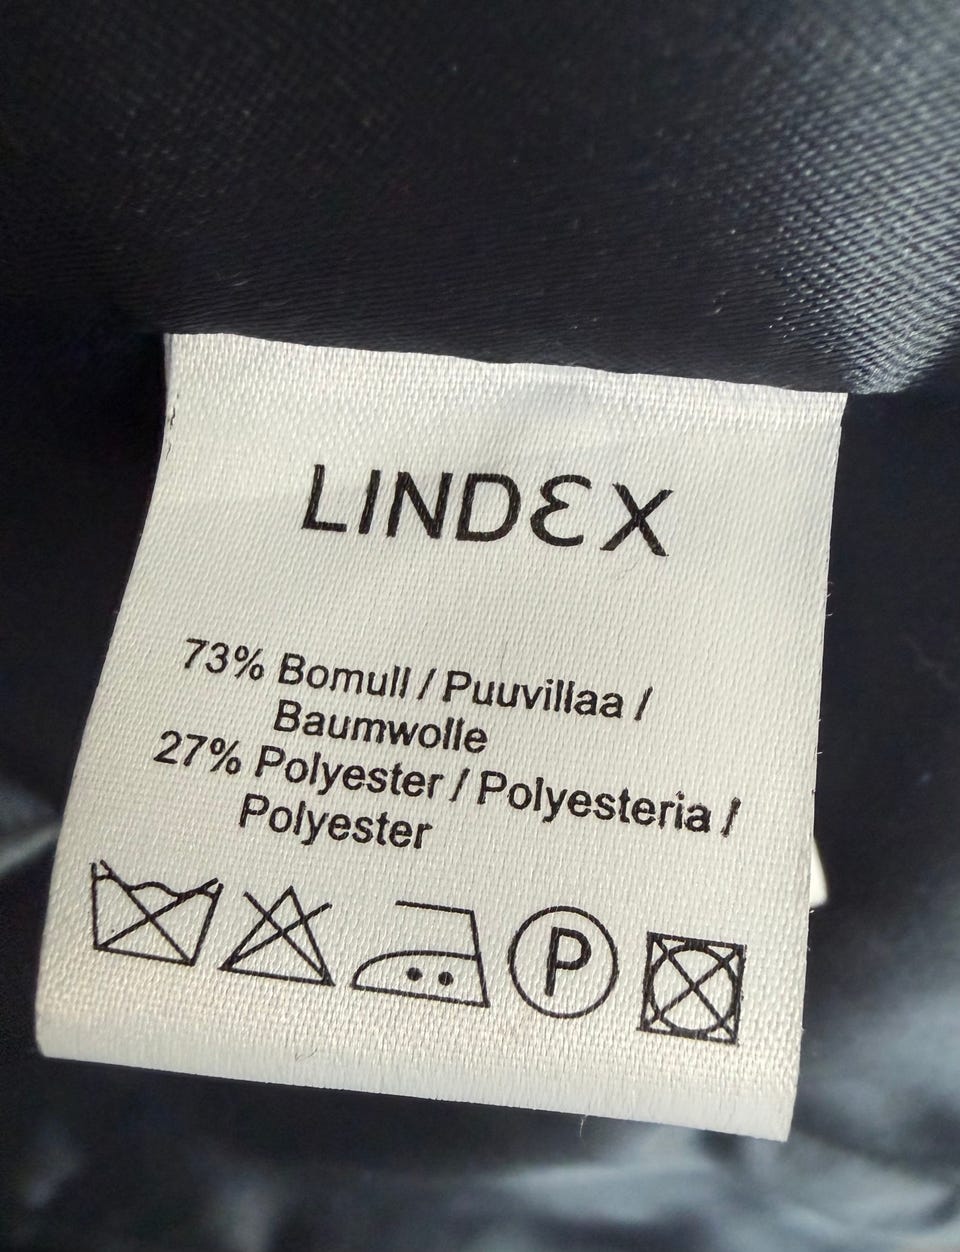 LINDEX
73% Bomull / Puuvillaa /
Baumwolle
27% Polyester / Polyesteria /
Polyester
P